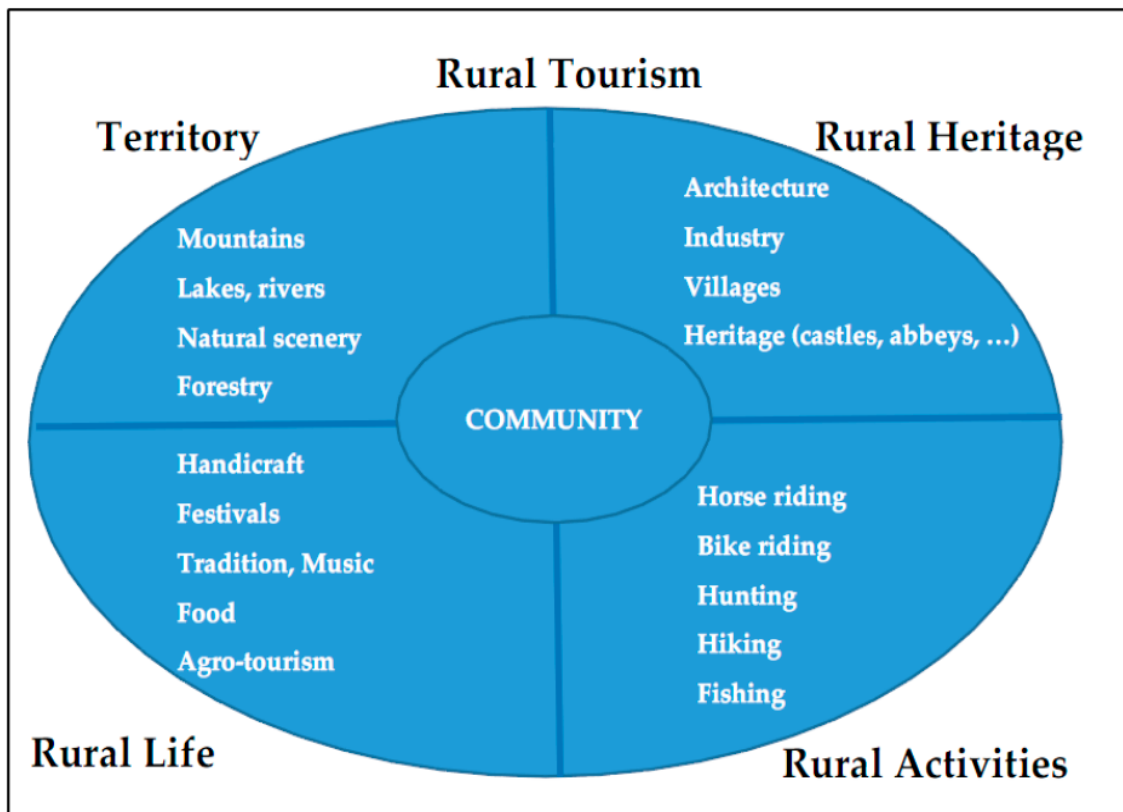 Rural Tourism
Territory
Rural Heritage
Mountains
Lakes, rivers
Natural scenery
Forestry
Architecture
Industry
Villages
Heritage (castles, abbeys, ...)
COMMUNITY
Handicraft
Festivals
Tradition, Music
Food
Agro-tourism
Horse riding
Bike riding
Hunting
Hiking
Fishing
Rural Life
Rural Activities